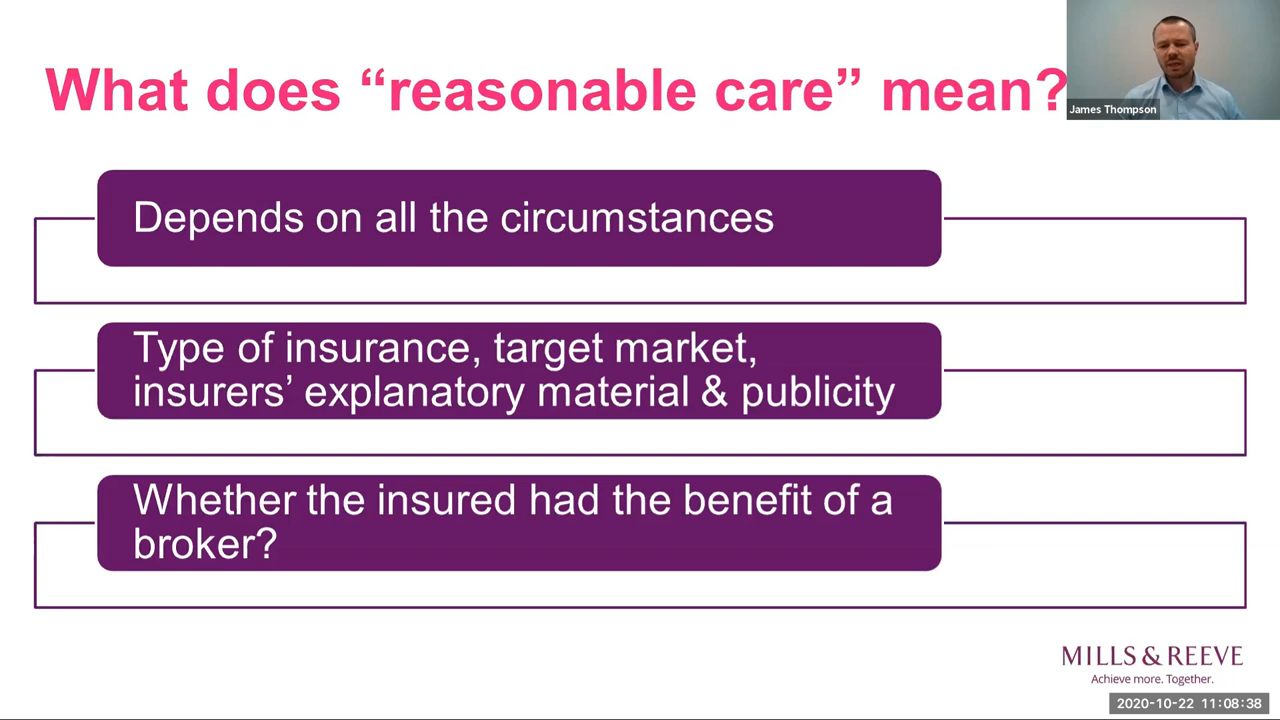 What does “reasonable care” mean?
James Thompson
Depends on all the circumstances
Type of insurance, target market,
insurers’ explanatory material & publicity
Whether the insured had the benefit of a
broker?
MILLS & REEVE
Achieve more. Together.
2020-10-22 11:08:38